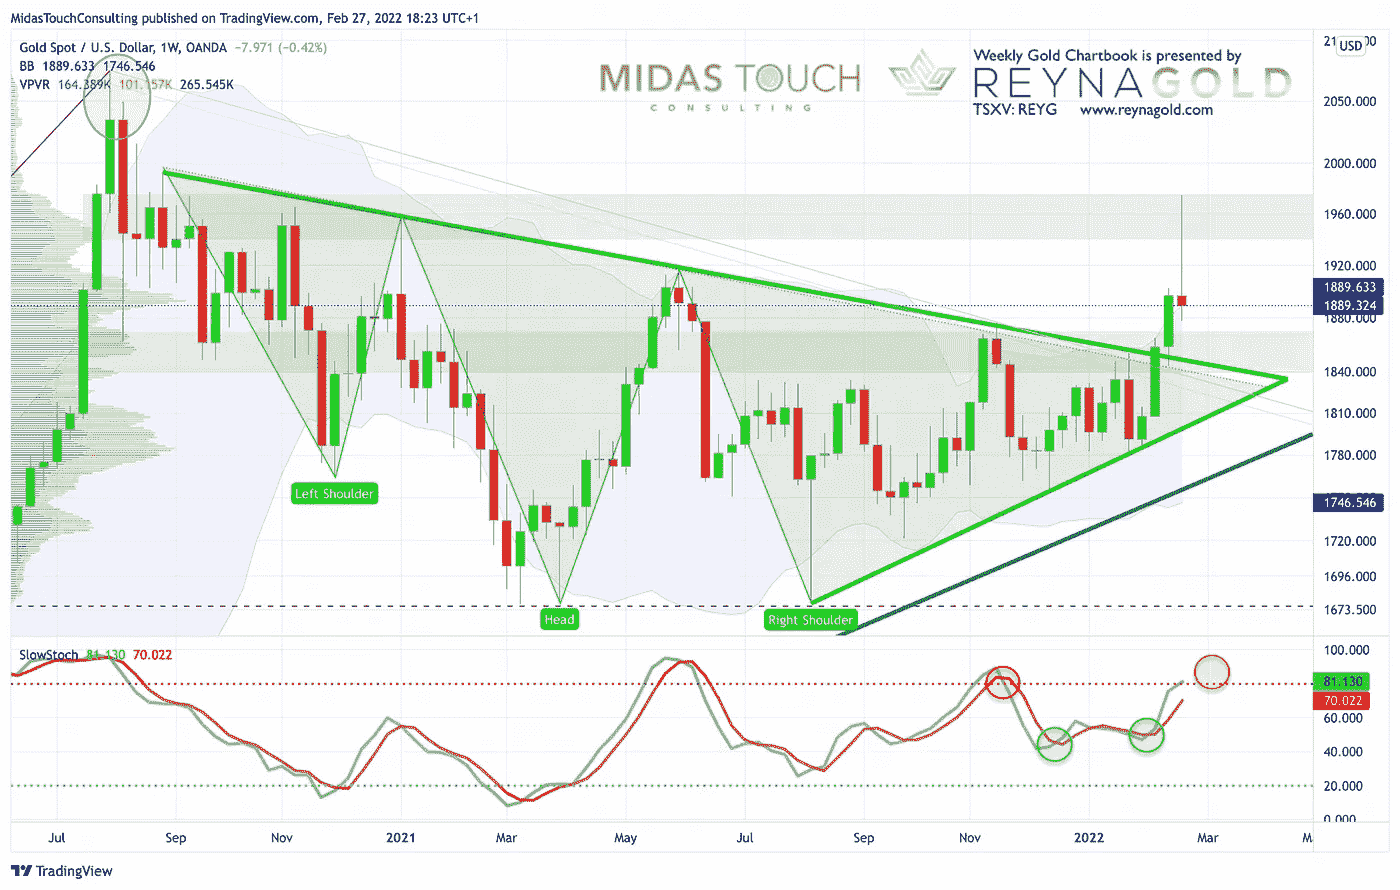 MidasTouchConsulting published on TradingView.com, Feb 27, 2022 18:23 UTC+1
Gold Spot / U.S. Dollar, 1W, OANDA −7.971 (−0.42%)
BB 1889.633 1746.546
VPVR 164.389K 101.157K 265.545K
MIDAS TOUCH
CONSULTING
Weekly Gold Chartbook is presented by
REYNAGOLD
TSXV: REYG www.reynagold.com
USD
2050.000
2000.000
1960.000
1920.000
1889.633
1889.324
1880.000
1840.000
1810.000
1780.000
1746.546
1720.000
1696.000
1673.500
Left Shoulder
Head
Right Shoulder
SlowStoch 81.130 70.022
100.000
81.130
70.022
60.000
40.000
20.000
0.000
Jul Sep Nov 2021 Mar May Jul Sep Nov 2022 Mar
TradingView